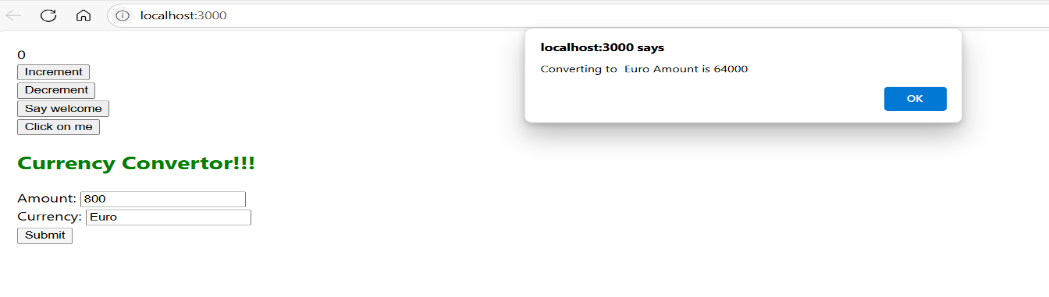 localhost:3000
localhost:3000 says
Converting to  Euro Amount is 64000
OK
0
Increment
Decrement
Say welcome
Click on me
Currency Convertor!!!
Amount: 800
Currency: Euro
Submit